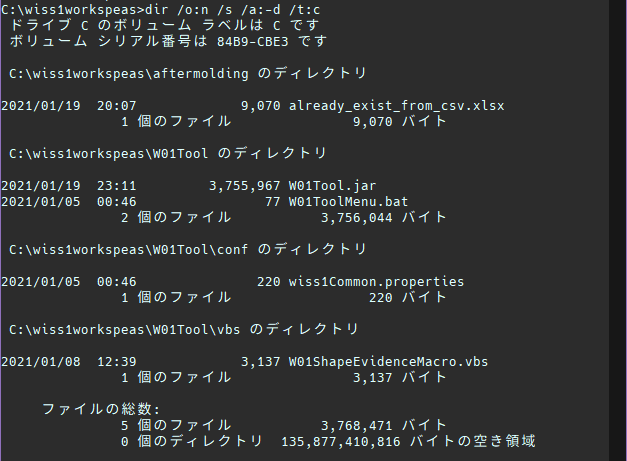 C:\wiss1workspeas>dir /o:n /s /a:-d /t:c
ドライブ C のボリューム ラベルは C です
ボリューム シリアル番号は 84B9-CBE3 です
C:\wiss1workspeas\aftermolding のディレクトリ
2021/01/19  20:07             9,070 already_exist_from_csv.xlsx
1 個のファイル               9,070 バイト
C:\wiss1workspeas\W01Tool のディレクトリ
2021/01/19  23:11         3,755,967 W01Tool.jar
2021/01/05  00:46                77 W01ToolMenu.bat
2 個のファイル           3,756,044 バイト
C:\wiss1workspeas\W01Tool\conf のディレクトリ
2021/01/05  00:46               220 wiss1Common.properties
1 個のファイル                 220 バイト
C:\wiss1workspeas\W01Tool\vbs のディレクトリ
2021/01/08  12:39             3,137 W01ShapeEvidenceMacro.vbs
1 個のファイル               3,137 バイト
ファイルの総数:
5 個のファイル           3,768,471 バイト
0 個のディレクトリ  135,877,410,816 バイトの空き領域